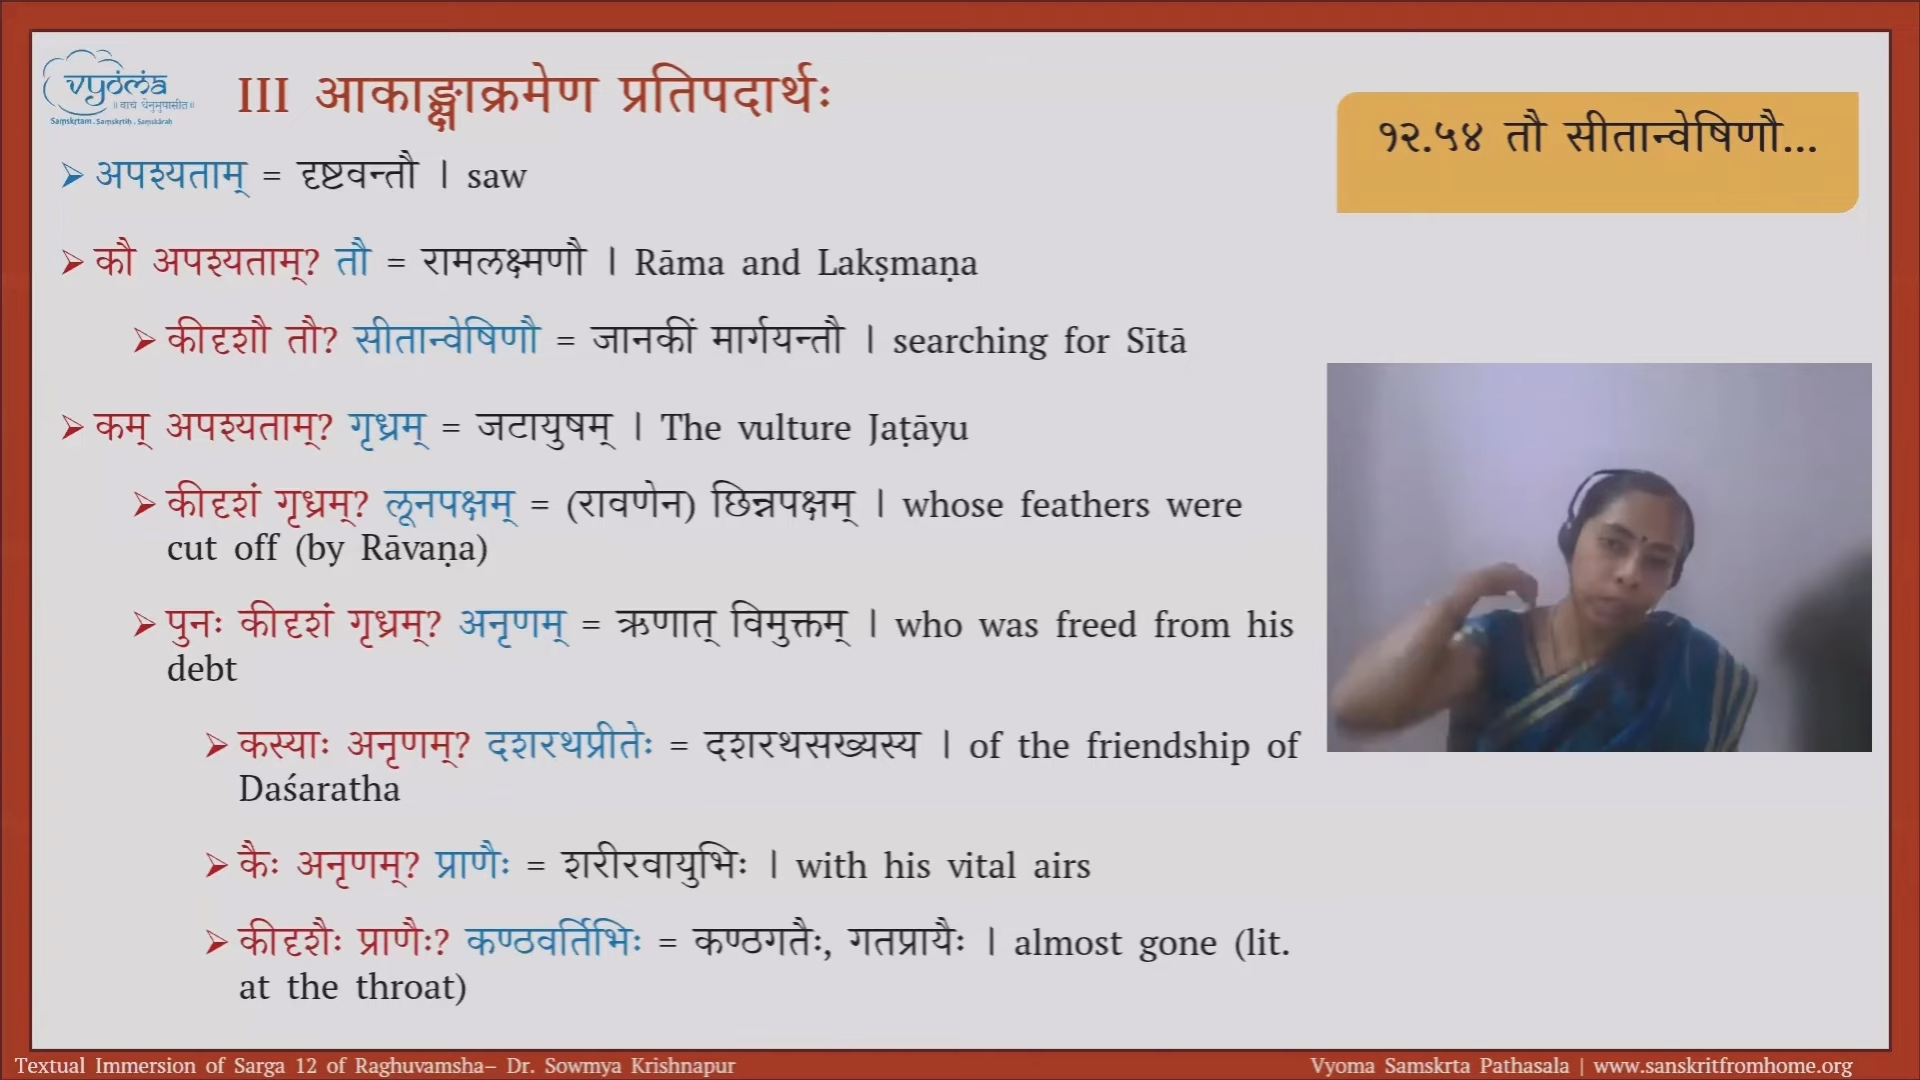 vyoma
॥ वाचं धेनुमुपासीत॥
Saṃskṛtam . Saṃskṛtiḥ . Saṃskāraḥ
III आकाङ्क्षाक्रमेण प्रतिपदार्थः
१२.५४ तौ सीतान्वेषिणौ...
➢ अपश्यताम् = दृष्टवन्तौ । saw
➢ कौ अपश्यताम्? तौ = रामलक्ष्मणौ । Rāma and Lakṣmaṇa
➢ कीदृशौ तौ? सीतान्वेषिणौ = जानकीं मार्गयन्तौ । searching for Sītā
➢ कम् अपश्यताम्? गृध्रम् = जटायुषम् । The vulture Jaṭāyu
➢ कीदृशं गृध्रम्? लूनपक्षम् = (रावणेन) छिन्नपक्षम् । whose feathers were
cut off (by Rāvaṇa)
➢ पुनः कीदृशं गृध्रम्? अनृणम् = ऋणात् विमुक्तम् । who was freed from his
debt
➢ कस्याः अनृणम्? दशरथप्रीतेः = दशरथसख्यस्य । of the friendship of
Daśaratha
➢ कैः अनृणम्? प्राणैः = शरीरवायुभिः । with his vital airs
➢ कीदृशैः प्राणैः? कण्ठवर्तिभिः = कण्ठगतैः, गतप्रायैः । almost gone (lit.
at the throat)
Textual Immersion of Sarga 12 of Raghuvamsha– Dr. Sowmya Krishnapur
Vyoma Samskrta Pathasala | www.sanskritfromhome.org